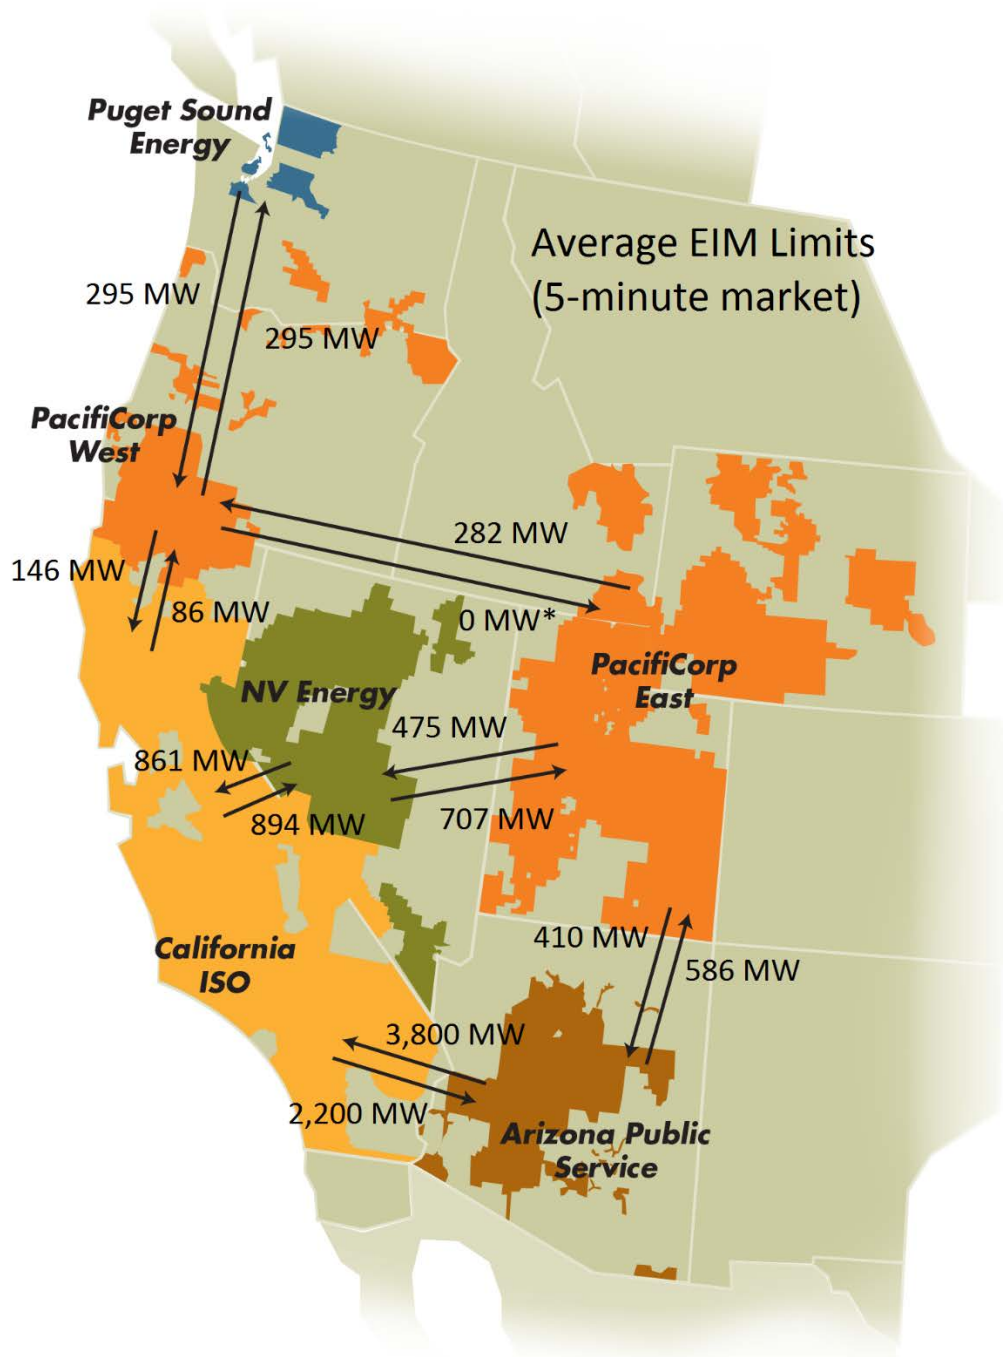 Puget Sound
Energy
Average EIM Limits
(5-minute market)
295 MW
295 MW
PacifiCorp
West
282 MW
146 MW
86 MW
0 MW*
PacifiCorp
East
NV Energy
475 MW
861 MW
894 MW
707 MW
410 MW
586 MW
California
ISO
3,800 MW
2,200 MW
Arizona Public
Service